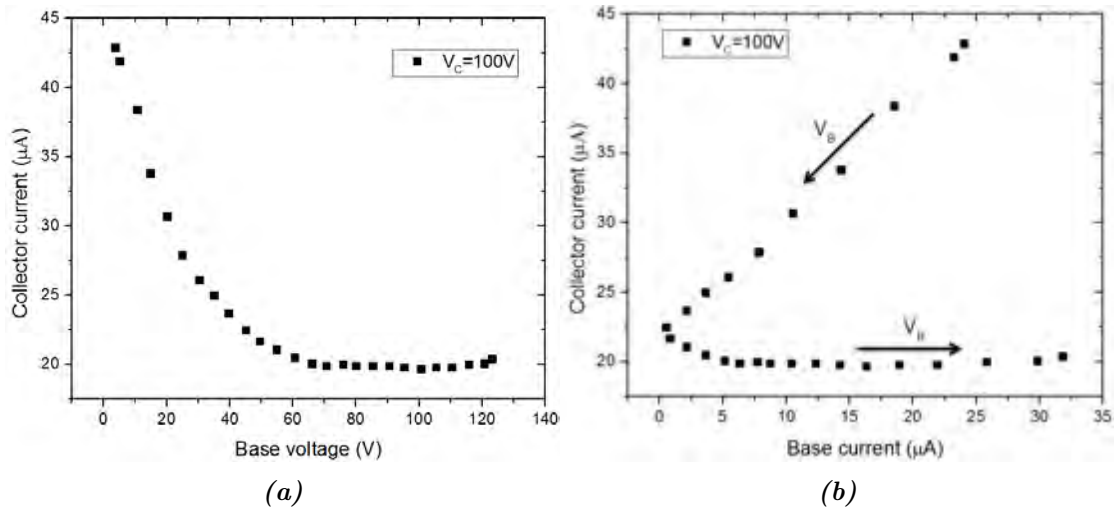 45
40
35
30
25
20
Collector current (μA)
V_C=100V
0 20 40 60 80 100 120 140
Base voltage (V)
(a)
45
40
35
30
25
20
Collector current (μA)
V_C=100V
V_B
V_B
0 5 10 15 20 25 30 35
Base current (μA)
(b)